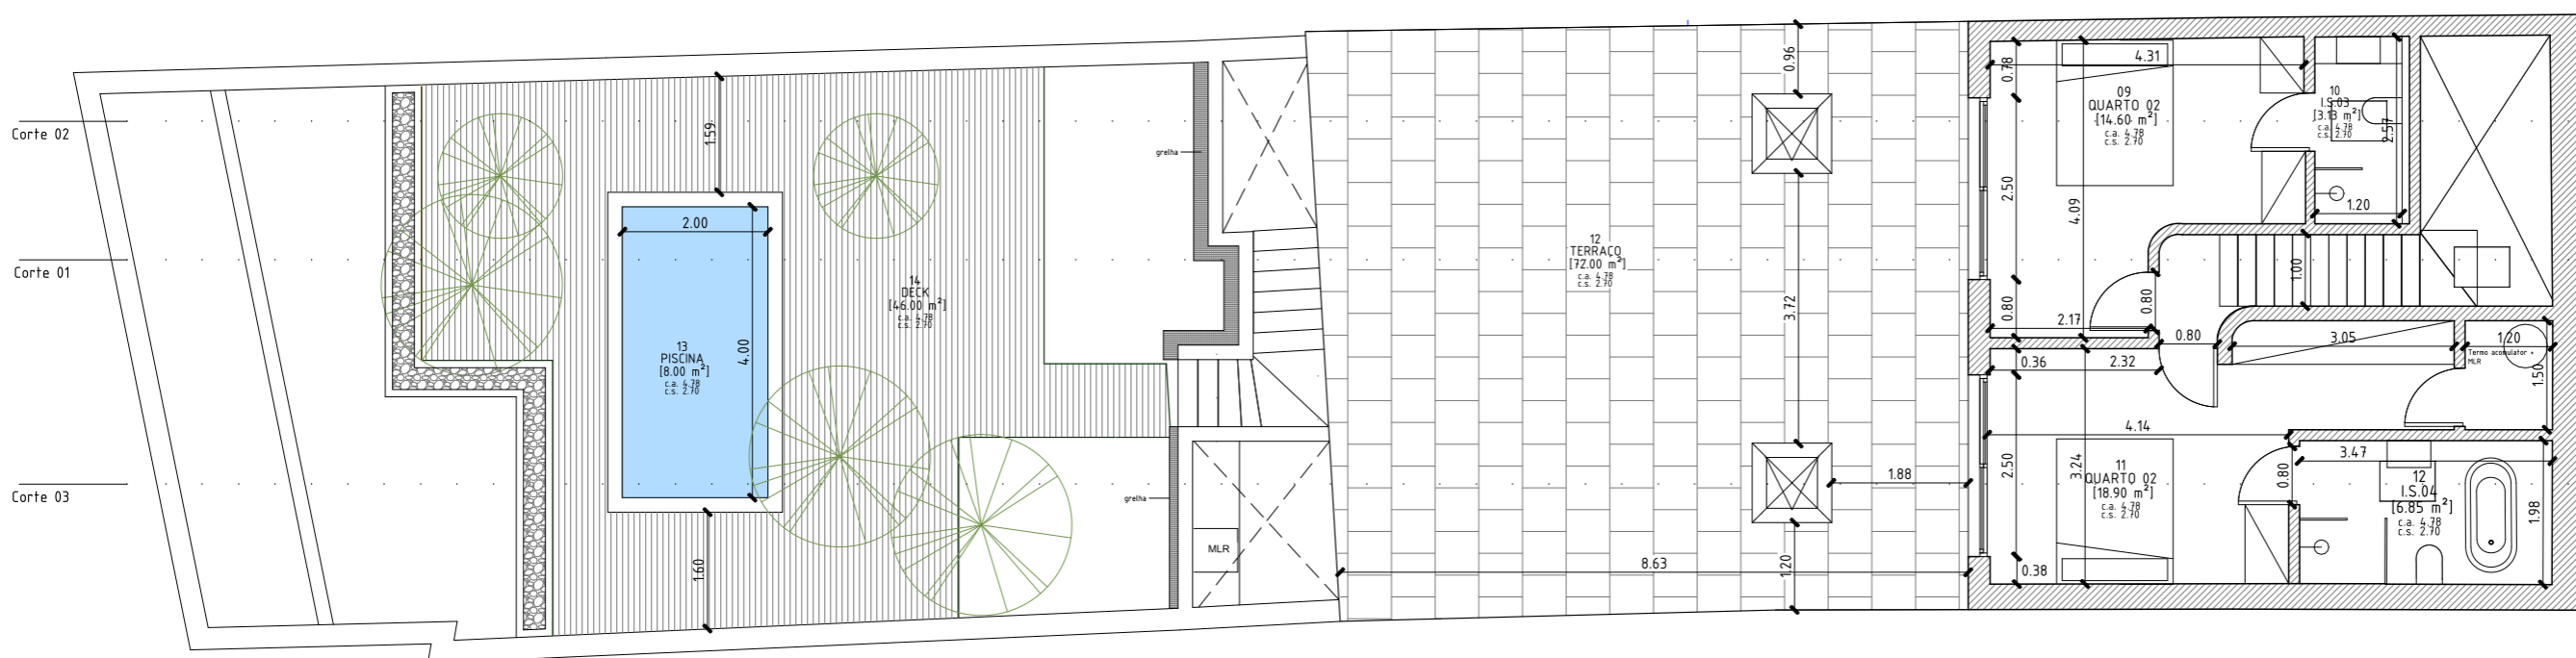 Corte 02
Corte 01
Corte 03
1.59
2.00
4.00
13
PISCINA
[8.00 m²]
c.a. 4.78
c.s. 2.70
1.60
14
DECK
[46.00 m²]
c.a. 4.78
c.s. 2.70
grelha
grelha
MLR
12
TERRAÇO
[72.00 m²]
c.a. 4.78
c.s. 2.70
0.96
3.72
1.20
1.88
8.63
0.78
2.50
0.80
4.31
4.09
09
QUARTO 02
[14.60 m²]
c.a. 4.78
c.s. 2.70
10
I.S.03
[3.13 m²]
c.a. 4.78
c.s. 2.70
2.57
1.20
1.00
0.80
2.17
0.80
3.05
1.20
Termo acomulator +
MLR
1.50
0.36
2.32
4.14
2.50
3.24
0.38
11
QUARTO 02
[18.90 m²]
c.a. 4.78
c.s. 2.70
0.80
3.47
12
I.S.04
[6.85 m²]
c.a. 4.78
c.s. 2.70
1.98